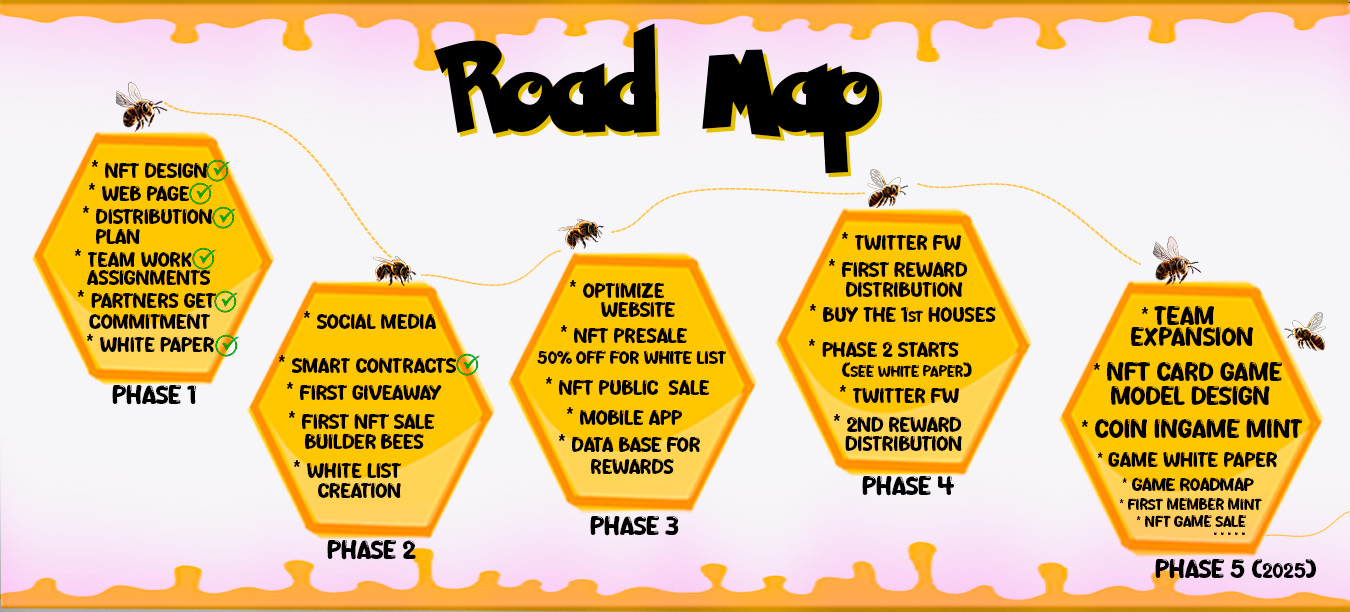 Road Map
* NFT DESIGN
* WEB PAGE
* DISTRIBUTION
PLAN
* TEAM WORK
ASSIGNMENTS
* PARTNERS GET
COMMITMENT
* WHITE PAPER
PHASE 1
* SOCIAL MEDIA
* SMART CONTRACTS
* FIRST GIVEAWAY
* FIRST NFT SALE
BUILDER BEES
* WHITE LIST
CREATION
PHASE 2
* OPTIMIZE
WEBSITE
* NFT PRESALE
50% OFF FOR WHITE LIST
* NFT PUBLIC SALE
* MOBILE APP
* DATA BASE FOR
REWARDS
PHASE 3
* TWITTER FW
* FIRST REWARD
DISTRIBUTION
* BUY THE 1ST HOUSES
* PHASE 2 STARTS
(SEE WHITE PAPER)
* TWITTER FW
* 2ND REWARD
DISTRIBUTION
PHASE 4
* TEAM
EXPANSION
* NFT CARD GAME
MODEL DESIGN
* COIN INGAME MINT
* GAME WHITE PAPER
* GAME ROADMAP
* FIRST MEMBER MINT
* NFT GAME SALE
.....
PHASE 5 (2025)